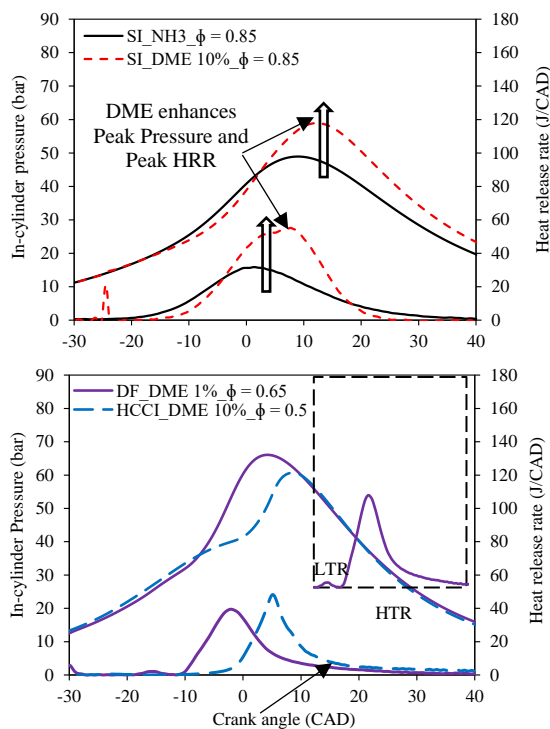 SI_NH3_ϕ = 0.85
SI_DME 10%_ϕ = 0.85
DME enhances
Peak Pressure and
Peak HRR
In-cylinder pressure (bar)
Heat release rate (J/CAD)
90
80
70
60
50
40
30
20
10
0
180
160
140
120
100
80
60
40
20
0
-30 -20 -10 0 10 20 30 40
DF_DME 1%_ϕ = 0.65
HCCI_DME 10%_ϕ = 0.5
LTR
HTR
In-cylinder Pressure (bar)
Heat release rate (J/CAD)
90
80
70
60
50
40
30
20
10
0
180
160
140
120
100
80
60
40
20
0
-30 -20 -10 0 10 20 30 40
Crank angle (CAD)